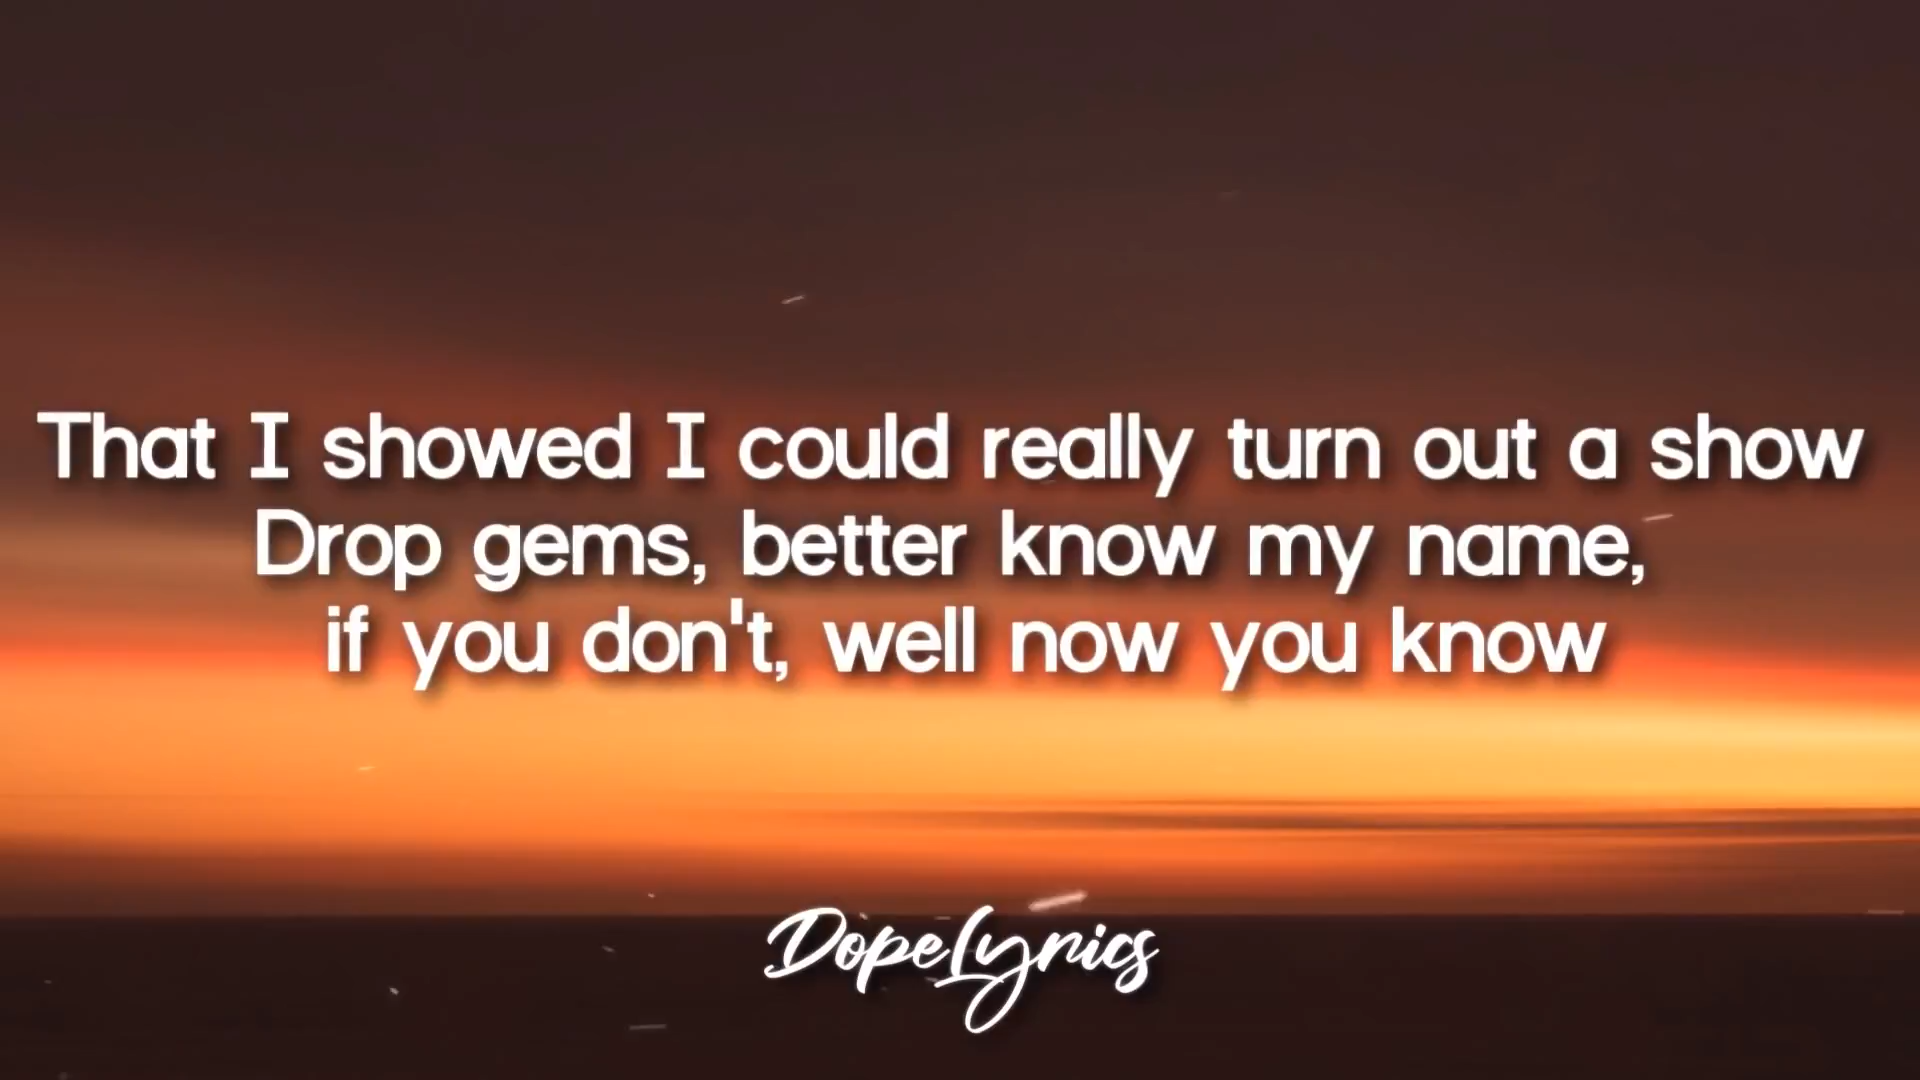 That I showed I could really turn out a show
Drop gems, better know my name,
if you don't, well now you know
DopeLyrics